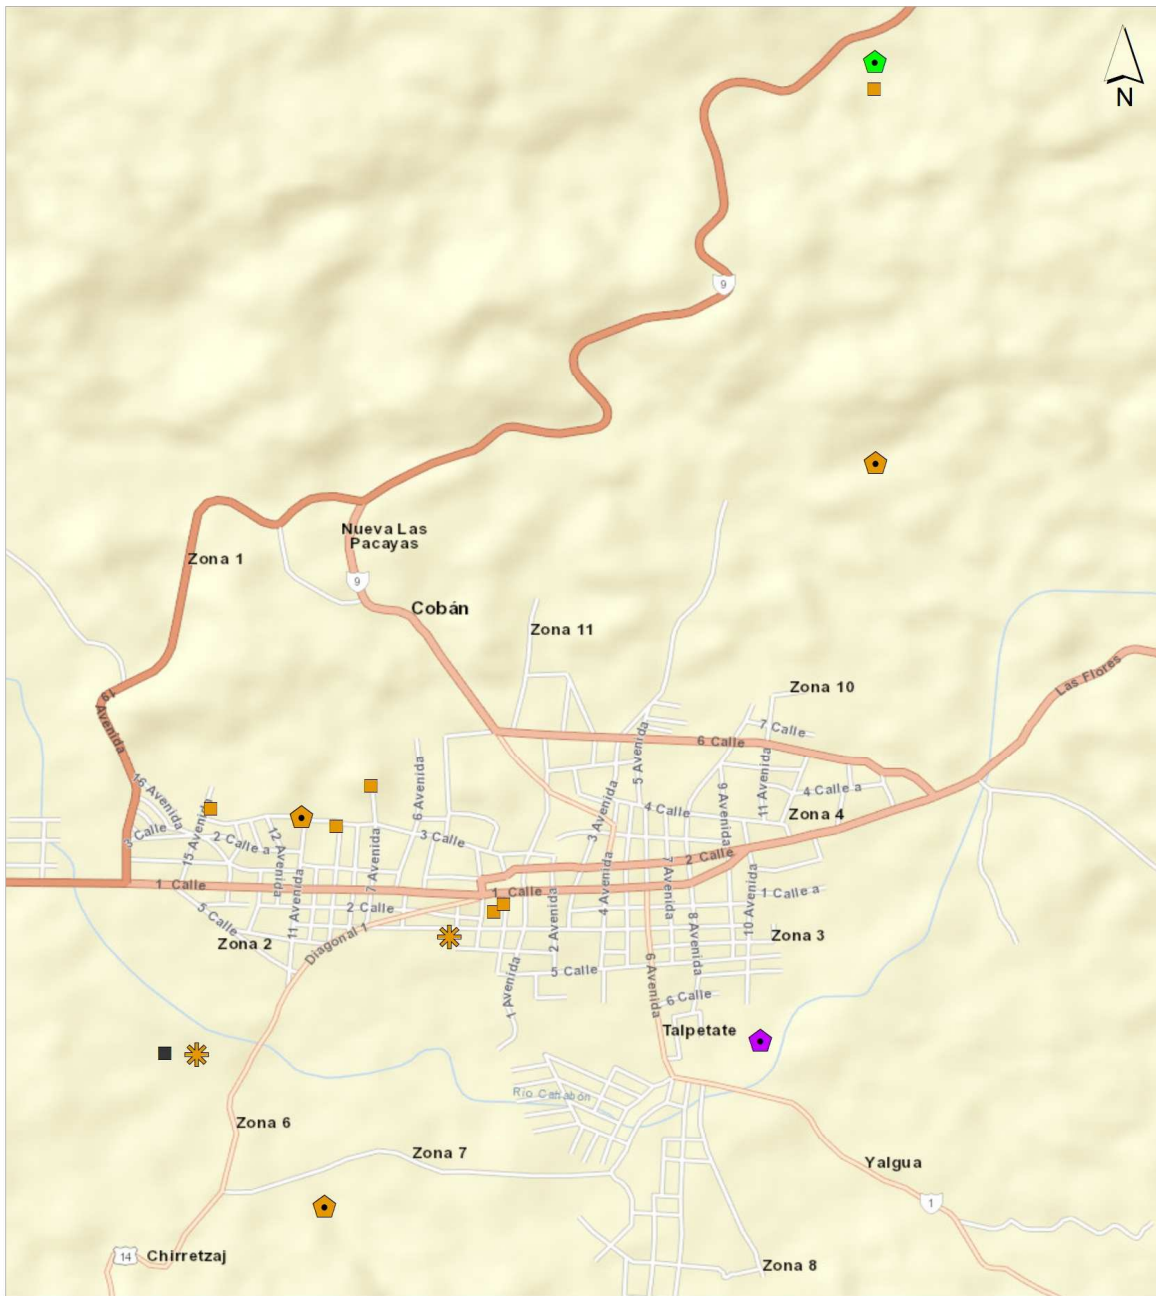 N
9
Nueva Las
Pacayas
Zona 1
9
Cobán
Zona 11
Las Flores
Zona 10
19
Avenida
7 Calle
6 Calle
5 Avenida
6 Avenida
11 Avenida
9 Avenida
16 Avenida
4 Calle a
3 Avenida
4 Calle
Zona 4
15 Avenida
3 Calle
2 Calle a
12 Avenida
3 Calle
7 Avenida
2 Calle
7 Avenida
4 Avenida
1 Calle
1 Calle
1 Calle a
5 Calle
2 Calle
11 Avenida
2 Avenida
8 Avenida
10 Avenida
Zona 3
Zona 2
Diagonal 1
5 Calle
1 Avenida
6 Avenida
6 Calle
Talpetate
Río Cahabón
Zona 6
Zona 7
Yalgua
1
14
Chirretzaj
Zona 8